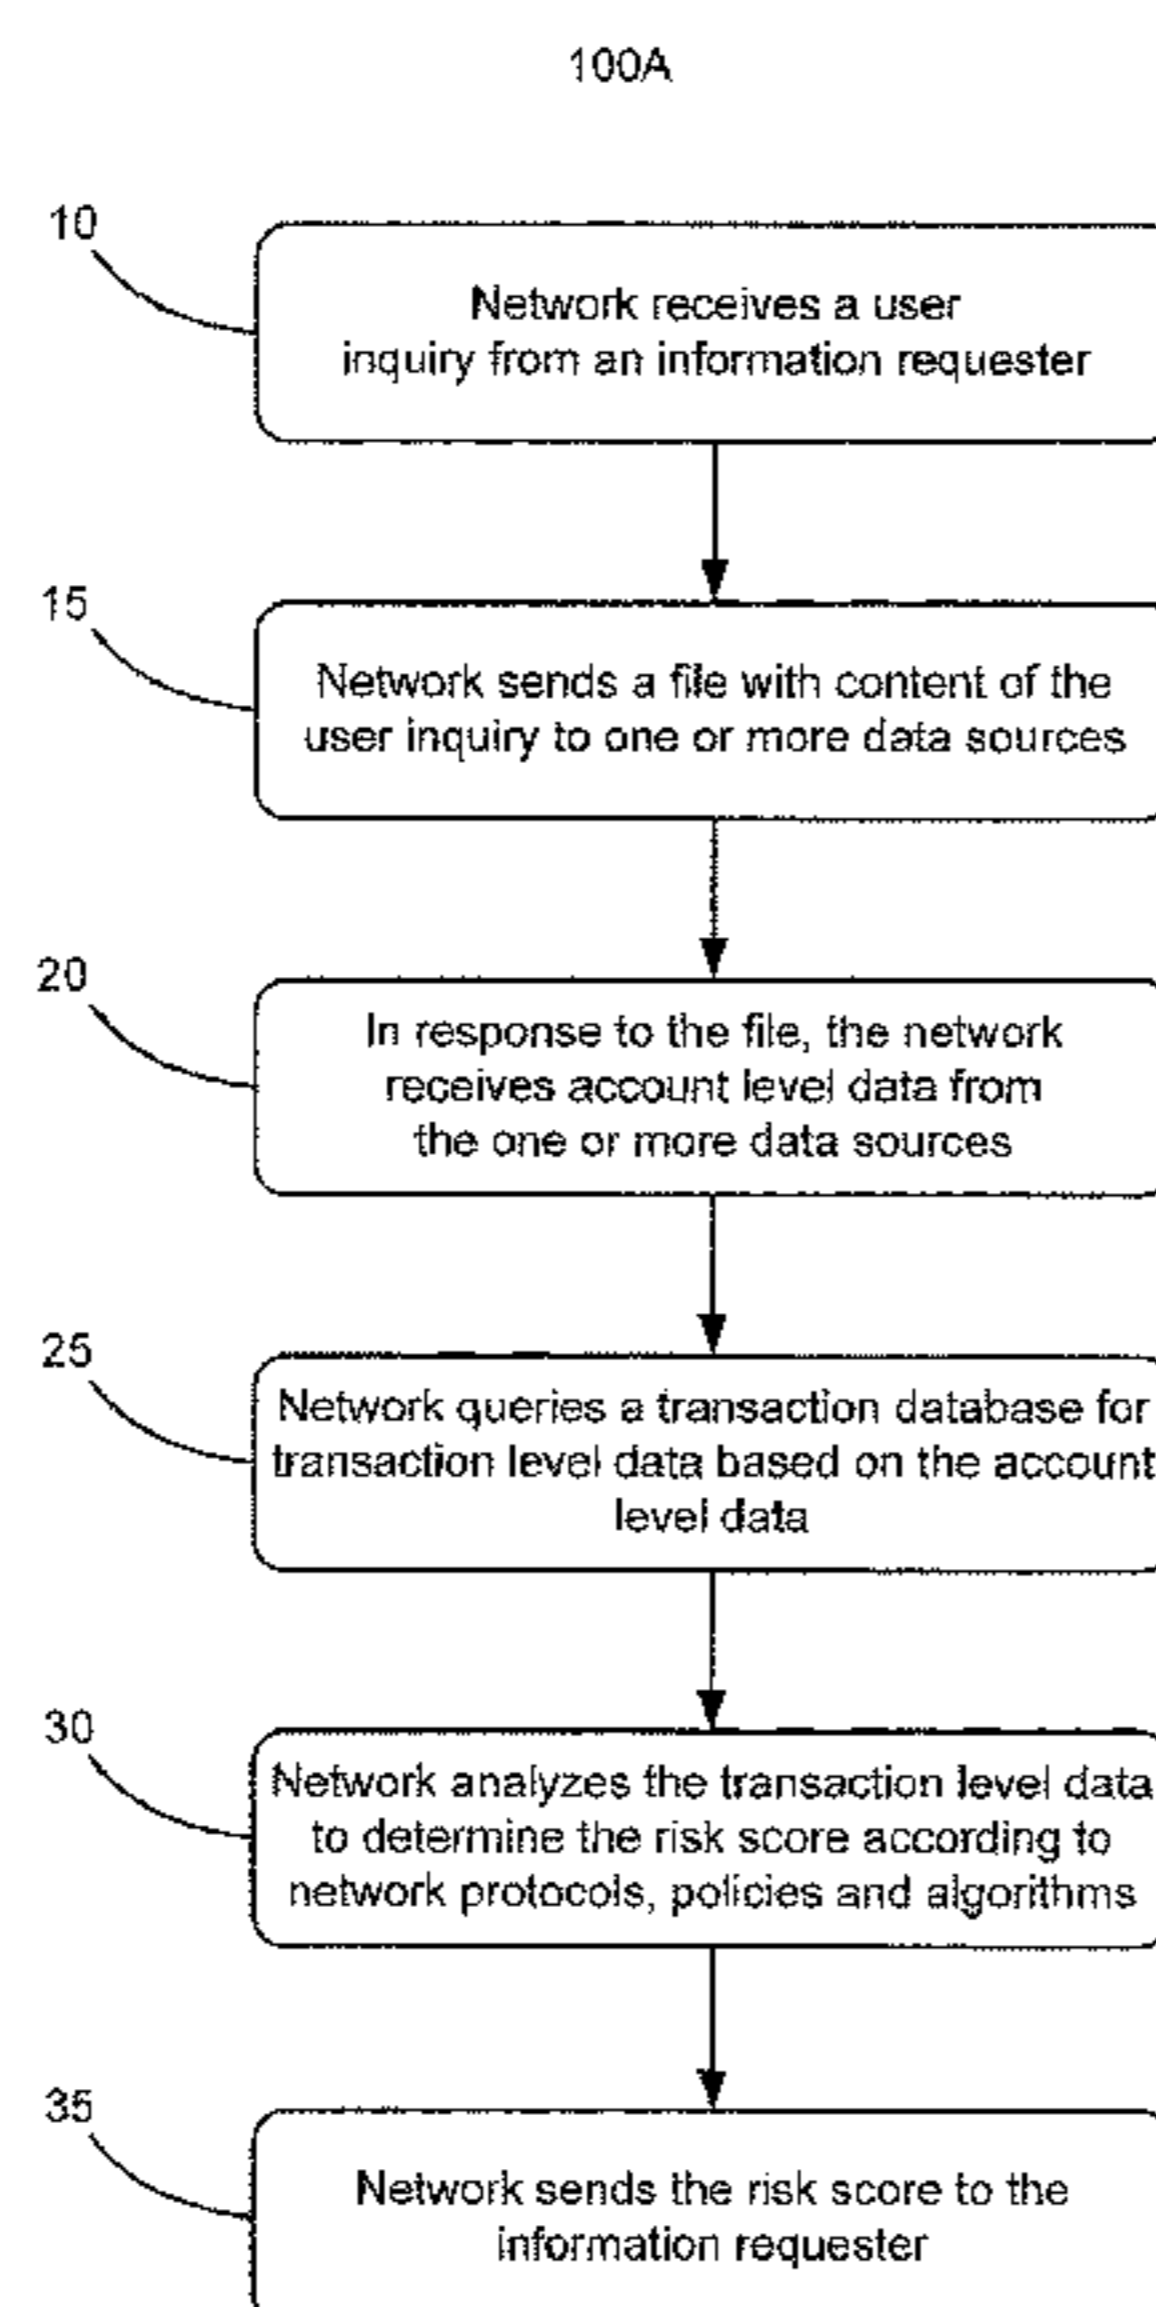 100A
10
Network receives a user
inquiry from an information requester
15
Network sends a file with content of the
user inquiry to one or more data sources
20
In response to the file, the network
receives account level data from
the one or more data sources
25
Network queries a transaction database for
transaction level data based on the account
level data
30
Network analyzes the transaction level data
to determine the risk score according to
network protocols, policies and algorithms
35
Network sends the risk score to the
information requester